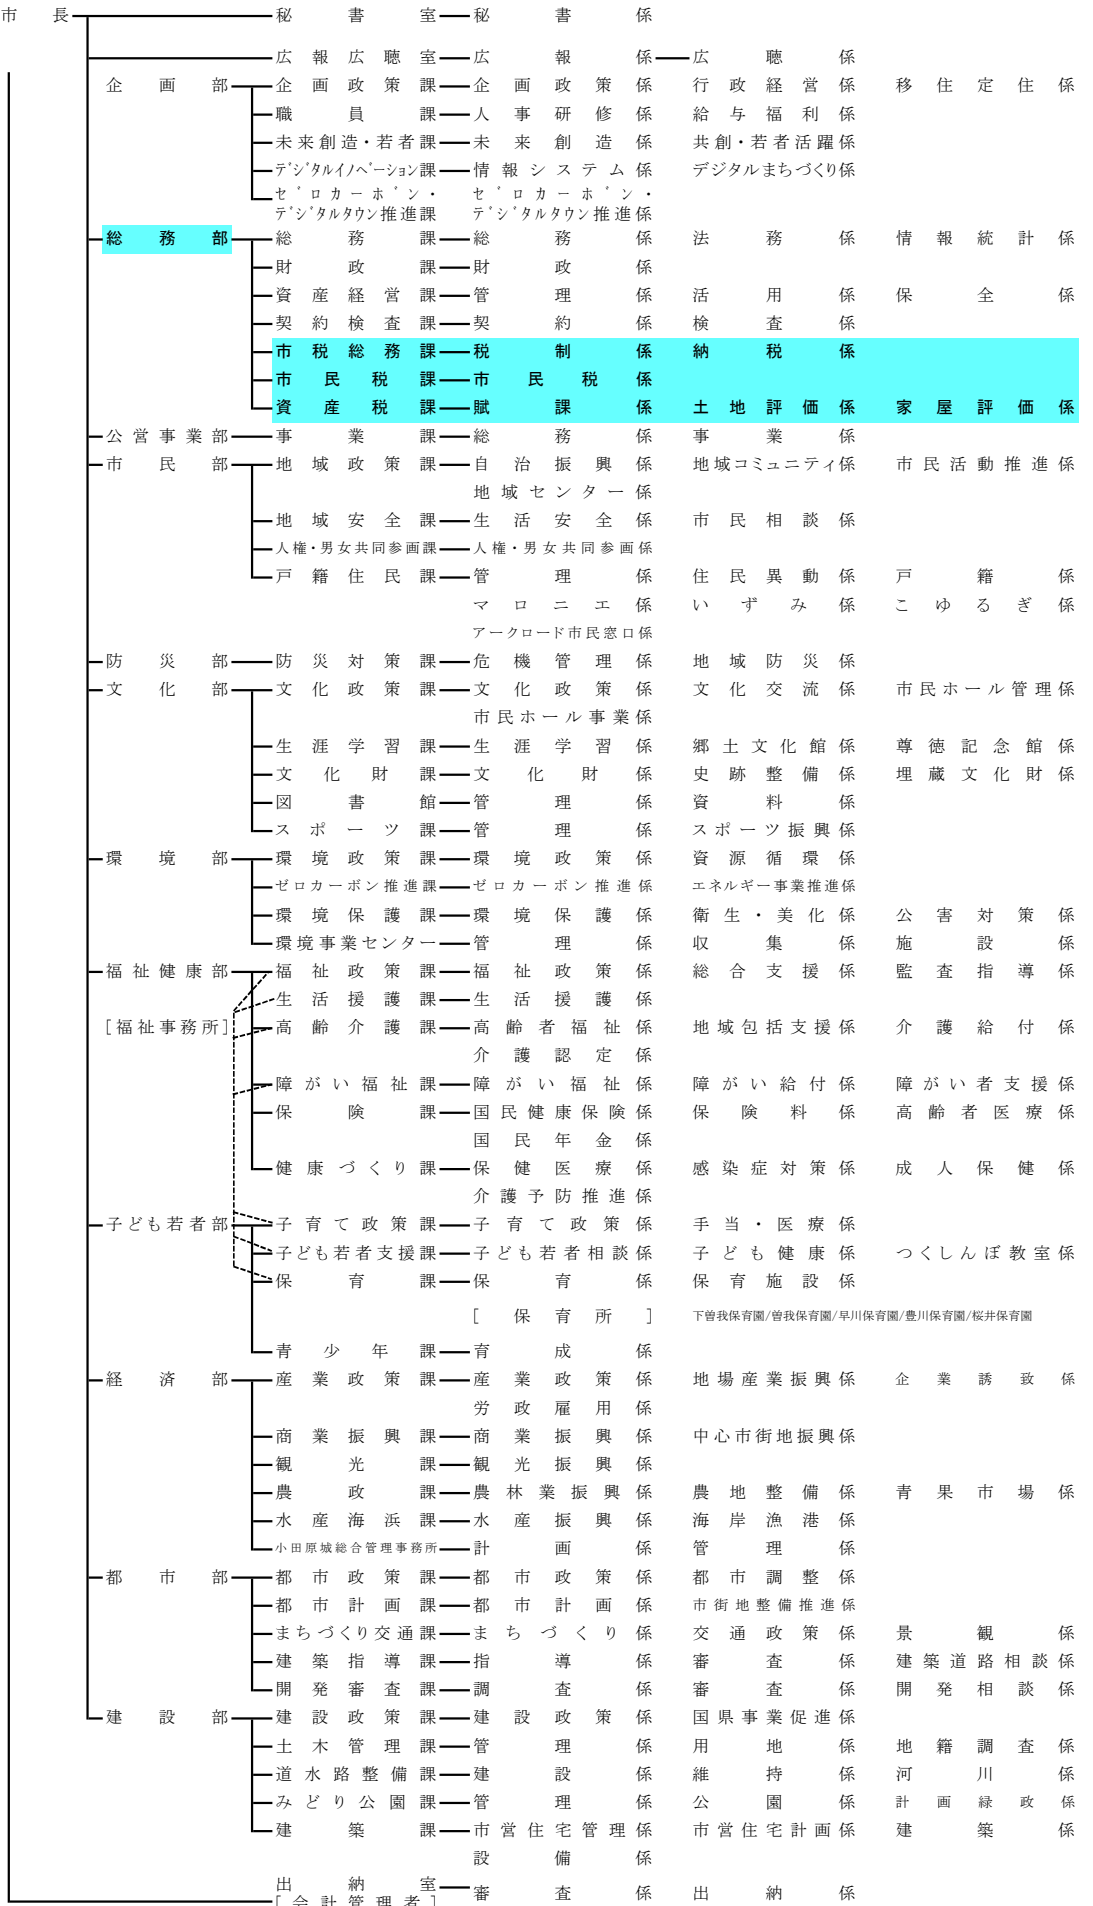 市長 秘書室 秘書係
広報広聴室 広報係 広聴係
企画部 企画政策課 企画政策係 行政経営係 移住定住係
職員課 人事研修係 給与福利係
未来創造・若者課 未来創造係 共創・若者活躍係
デジタルイノベーション課 情報システム係 デジタルまちづくり係
ゼロカーボン・ ゼロカーボン・
デジタルタウン推進課 デジタルタウン推進係
総務部 総務課 総務係 法務係 情報統計係
財政課 財政係
資産経営課 管理係 活用係 保全係
契約検査課 契約係 検査係
市税総務課 税制係 納税係
市民税課 市民税係
資産税課 賦課係 土地評価係 家屋評価係
公営事業部 事業課 総務係 事業係
市民部 地域政策課 自治振興係 地域コミュニティ係 市民活動推進係
地域センター係
地域安全課 生活安全係 市民相談係
人権・男女共同参画課 人権・男女共同参画係
戸籍住民課 管理係 住民異動係 戸籍係
マロニエ係 いずみ係 こゆるぎ係
アークロード市民窓口係
防災部 防災対策課 危機管理係 地域防災係
文化部 文化政策課 文化政策係 文化交流係 市民ホール管理係
市民ホール事業係
生涯学習課 生涯学習係 郷土文化館係 尊徳記念館係
文化財課 文化財係 史跡整備係 埋蔵文化財係
図書館 管理係 資料係
スポーツ課 管理係 スポーツ振興係
環境部 環境政策課 環境政策係 資源循環係
ゼロカーボン推進課 ゼロカーボン推進係 エネルギー事業推進係
環境保護課 環境保護係 衛生・美化係 公害対策係
環境事業センター 管理係 収集係 施設係
福祉健康部 福祉政策課 福祉政策係 総合支援係 監査指導係
生活援護課 生活援護係
[福祉事務所] 高齢介護課 高齢者福祉係 地域包括支援係 介護給付係
介護認定係
障がい福祉課 障がい福祉係 障がい給付係 障がい者支援係
保険課 国民健康保険係 保険料係 高齢者医療係
国民年金係
健康づくり課 保健医療係 感染症対策係 成人保健係
介護予防推進係
子ども若者部 子育て政策課 子育て政策係 手当・医療係
子ども若者支援課 子ども若者相談係 子ども健康係 つくしんぼ教室係
保育課 保育係 保育施設係
[保育所] 下曽我保育園/曽我保育園/早川保育園/豊川保育園/桜井保育園
青少年課 育成係
経済部 産業政策課 産業政策係 地場産業振興係 企業誘致係
労政雇用係
商業振興課 商業振興係 中心市街地振興係
観光課 観光振興係
農政課 農林業振興係 農地整備係 青果市場係
水産海浜課 水産振興係 海岸漁港係
小田原城総合管理事務所 計画係 管理係
都市部 都市政策課 都市政策係 都市調整係
都市計画課 都市計画係 市街地整備推進係
まちづくり交通課 まちづくり係 交通政策係 景観係
建築指導課 指導係 審査係 建築道路相談係
開発審査課 調査係 審査係 開発相談係
建設部 建設政策課 建設政策係 国県事業促進係
土木管理課 管理係 用地係 地籍調査係
道水路整備課 建設係 維持係 河川係
みどり公園課 管理係 公園係 計画緑政係
建築課 市営住宅管理係 市営住宅計画係 建築係
設備係
出納室 審査係 出納係
[会計管理者]